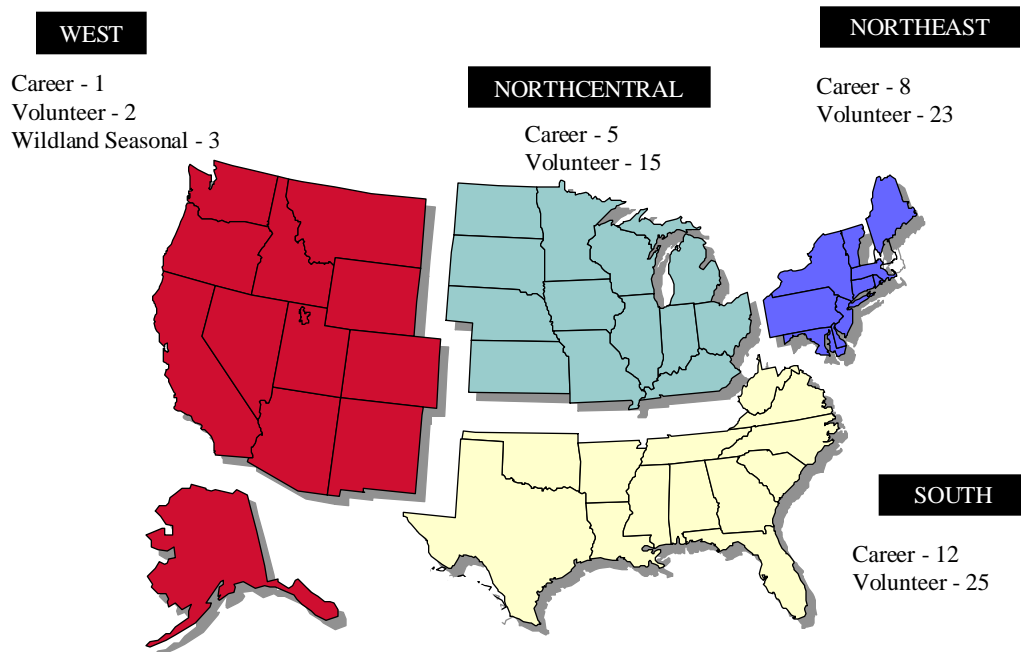 WEST
Career - 1
Volunteer - 2
Wildland Seasonal - 3
NORTHCENTRAL
Career - 5
Volunteer - 15
NORTHEAST
Career - 8
Volunteer - 23
SOUTH
Career - 12
Volunteer - 25